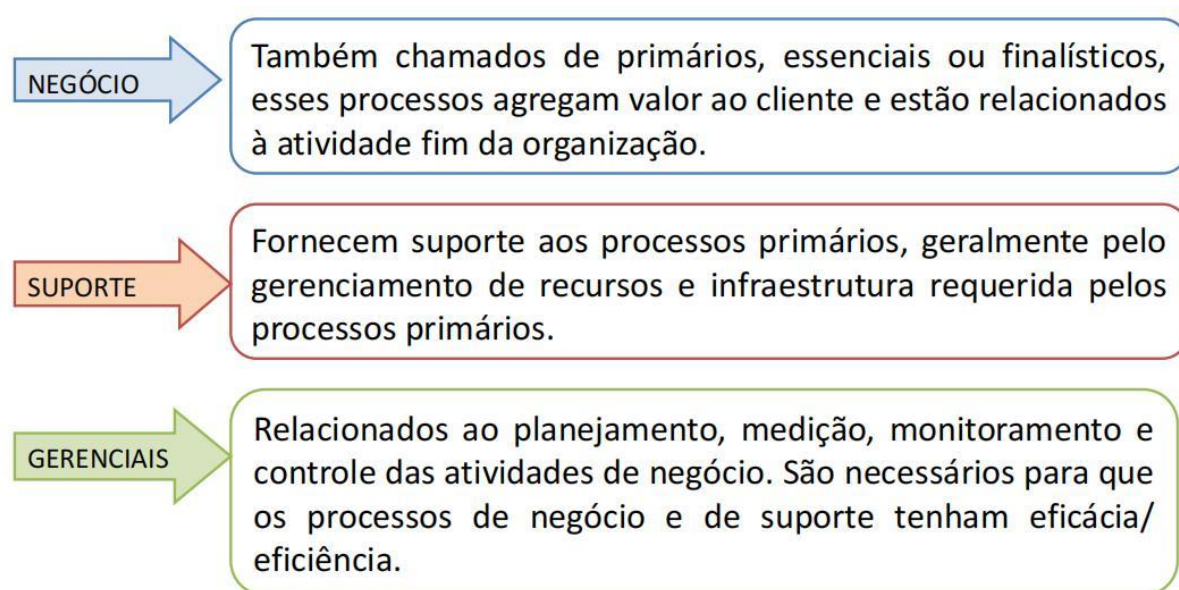 NEGÓCIO
Também chamados de primários, essenciais ou finalísticos,
esses processos agregam valor ao cliente e estão relacionados
à atividade fim da organização.
SUPORTE
Fornecem suporte aos processos primários, geralmente pelo
gerenciamento de recursos e infraestrutura requerida pelos
processos primários.
GERENCIAIS
Relacionados ao planejamento, medição, monitoramento e
controle das atividades de negócio. São necessários para que
os processos de negócio e de suporte tenham eficácia/
eficiência.